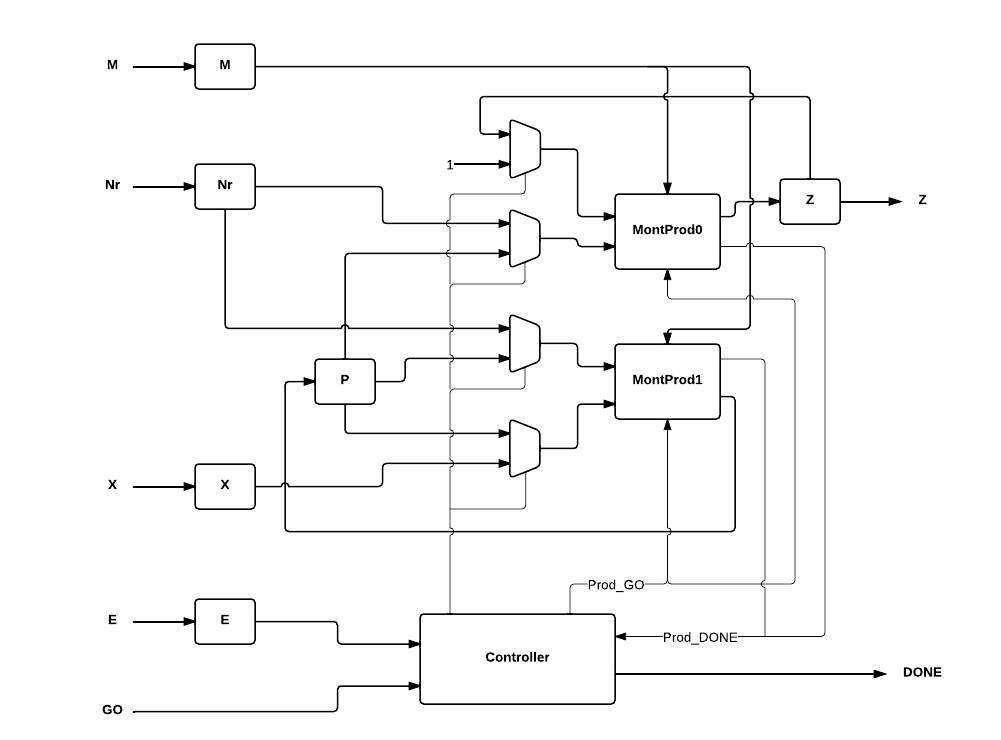 M M
1
Nr Nr
MontProd0
Z Z
P
MontProd1
X X
Prod_GO
E E
Prod_DONE
Controller
DONE
GO